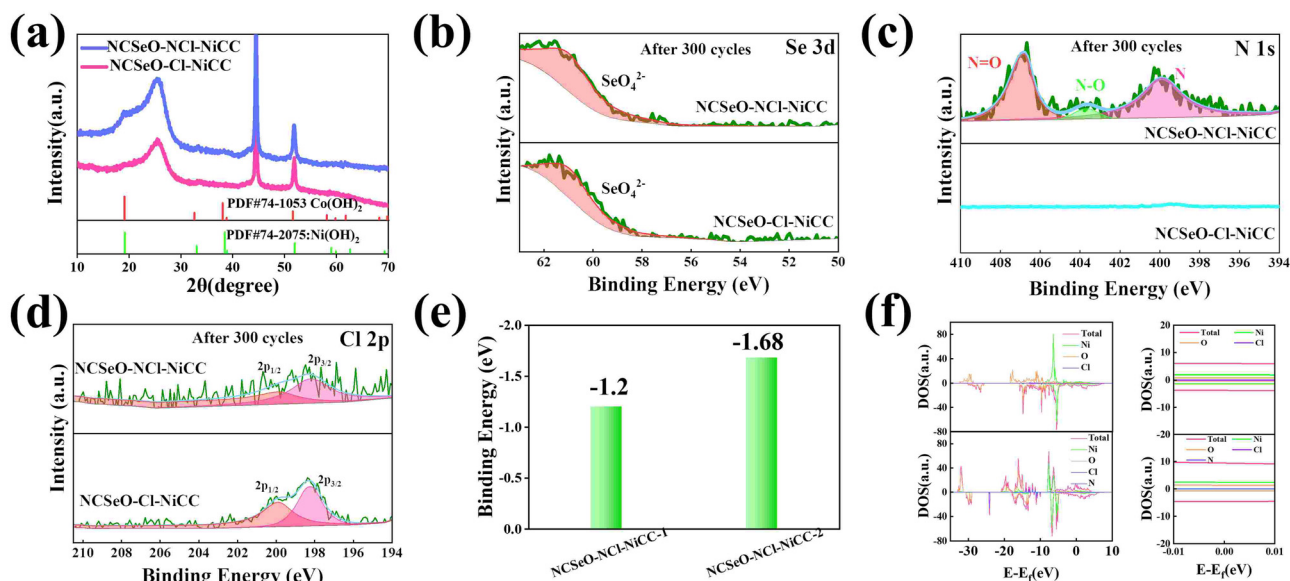 (a)
NCSeO-NCl-NiCC
NCSeO-Cl-NiCC
PDF#74-1053 Co(OH)₂
PDF#74-2075:Ni(OH)₂
Intensity (a.u.)
10 20 30 40 50 60 70
2θ(degree)
(b)
After 300 cycles
Se 3d
SeO₄²⁻
NCSeO-NCl-NiCC
SeO₄²⁻
NCSeO-Cl-NiCC
Intensity (a.u.)
62 60 58 56 54 52 50
Binding Energy (eV)
(c)
After 300 cycles
N 1s
N=O
N-O
N
NCSeO-NCl-NiCC
NCSeO-Cl-NiCC
Intensity (a.u.)
410 408 406 404 402 400 398 396 394
Binding Energy (eV)
(d)
After 300 cycles
Cl 2p
NCSeO-NCl-NiCC
2p₁/₂
2p₃/₂
NCSeO-Cl-NiCC
2p₁/₂
2p₃/₂
Intensity (a.u.)
210 208 206 204 202 200 198 196 194
Binding Energy (eV)
(e)
-2.0
-1.5
-1.0
-0.5
0.0
Binding Energy (eV)
-1.2
-1.68
NCSeO-NCl-NiCC-1
NCSeO-NCl-NiCC-2
(f)
80
40
0
-40
-80
DOS(a.u.)
Total
Ni
O
Cl
80
40
0
-40
-80
DOS(a.u.)
Total
Ni
O
Cl
N
-30 -20 -10 0 10
E-Ef(eV)
20
10
0
-10
-20
DOS(a.u.)
Total
Ni
O
Cl
20
10
0
-10
-20
DOS(a.u.)
Total
Ni
O
Cl
N
-0.01 0.00 0.01
E-Ef(eV)